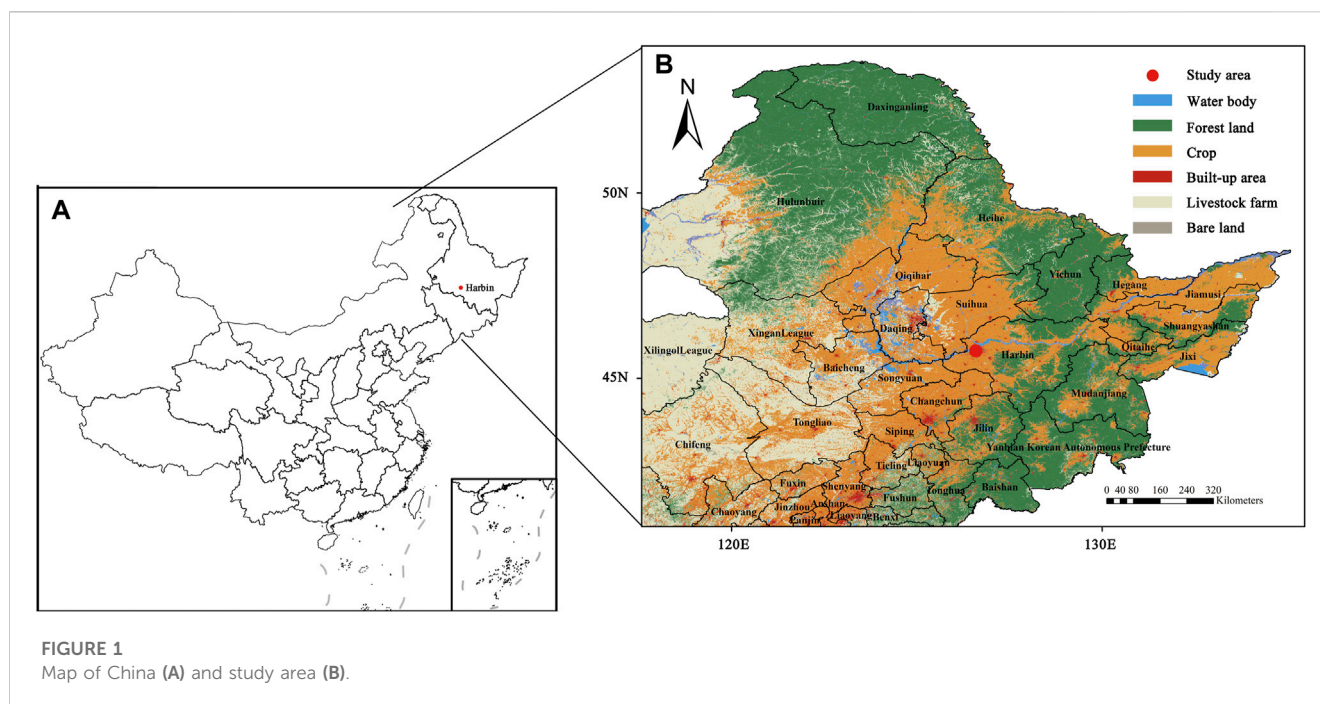 A
Harbin
B
N
Study area
Water body
Forest land
Crop
Built-up area
Livestock farm
Bare land
Daxinganling
50N
Hulunbuir
Heihe
Qiqihar
Yichun
Hegang
Suihua
Jiamusi
Daqing
Shuangyashan
XinganLeague
XilingolLeague
Harbin
Qitaihe
Jixi
Baicheng
45N
Songyuan
Mudanjiang
Changchun
Tongliao
Siping
Jilin
Chifeng
Yanbian Korean Autonomous Prefecture
Tieling
Liaoyuan
Fuxin
Shenyang
Tonghua
Baishan
Fushun
Chaoyang
Jinzhou
Anshan
Panjin
Liaoyang
Benxi
0 40 80 160 240 320
Kilometers
120E
130E
FIGURE 1
Map of China (A) and study area (B).